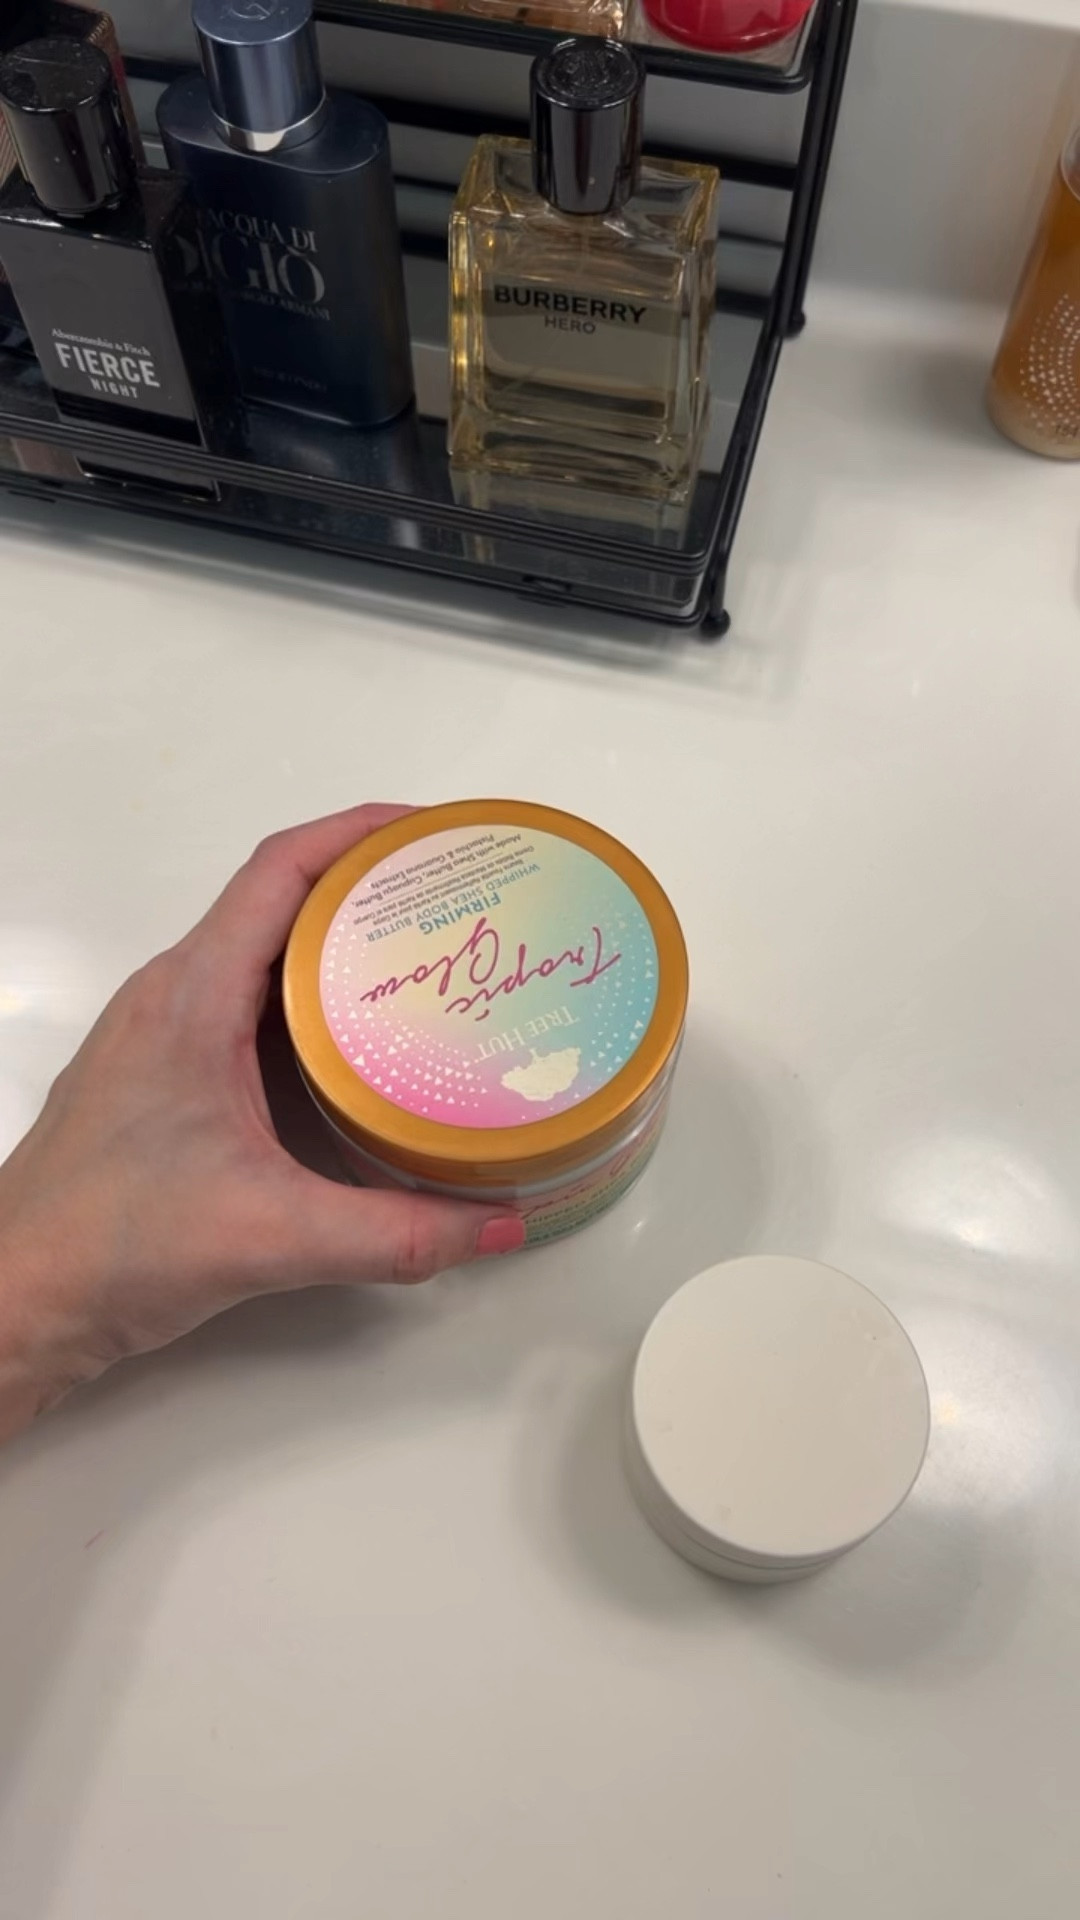 ACQUA DI
GIÒ
GIORGIO ARMANI
Abercrombie & Fitch
FIERCE
NIGHT
BURBERRY
HERO
TREE HUT
Tropic
Glow
FIRMING
WHIPPED SHEA BODY BUTTER
Made with Shea Butter, Cupuaçu Butter,
Pistachio & Guarana Extracts